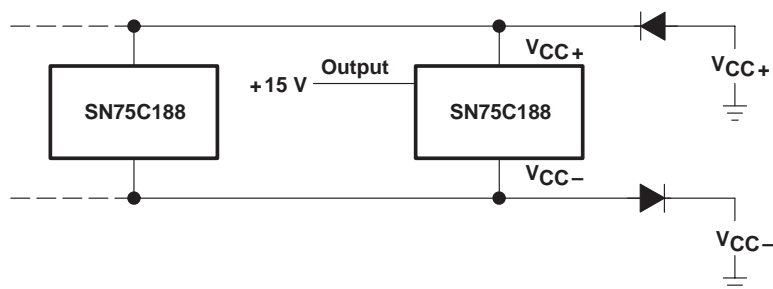 VCC+
Output
+15 V
VCC+
SN75C188
SN75C188
VCC−
VCC−